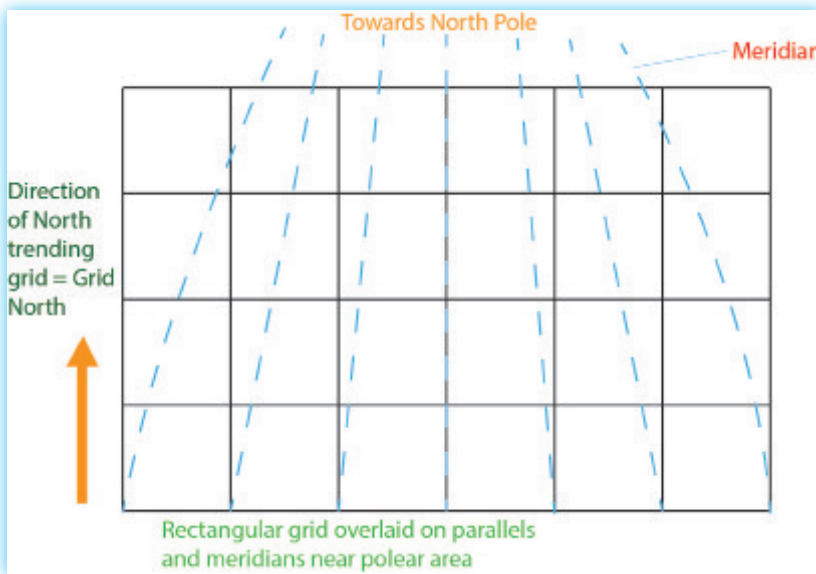 Towards North Pole
Meridian
Direction
of North
trending
grid = Grid
North
Rectangular grid overlaid on parallels
and meridians near polear area